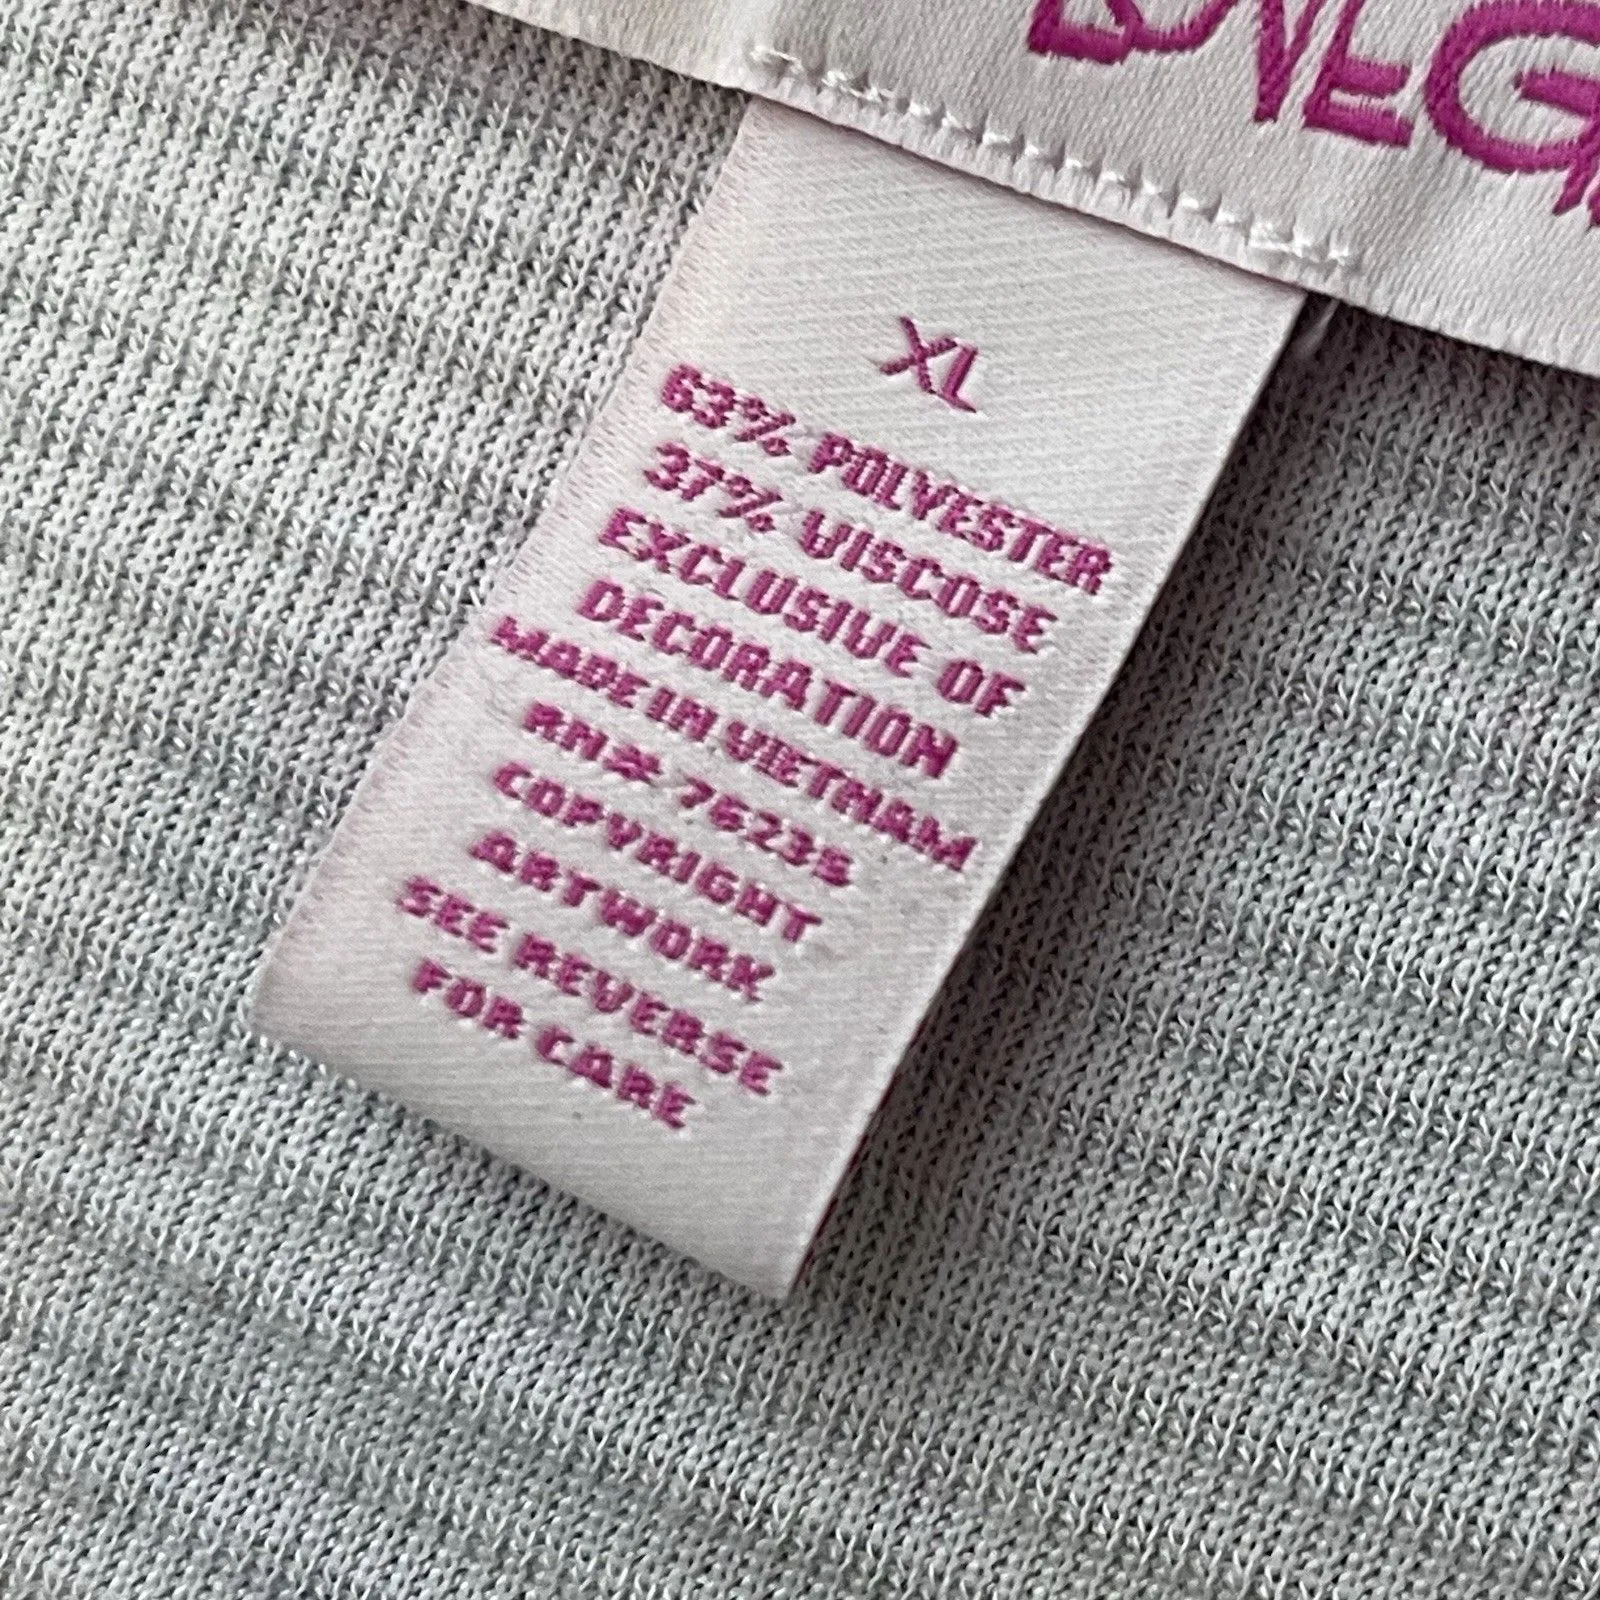 XL
63% POLYESTER
37% VISCOSE
EXCLUSIVE OF
DECORATION
MADE IN VIETNAM
RN# 76235
COPYRIGHT
ARTWORK
SEE REVERSE
FOR CARE